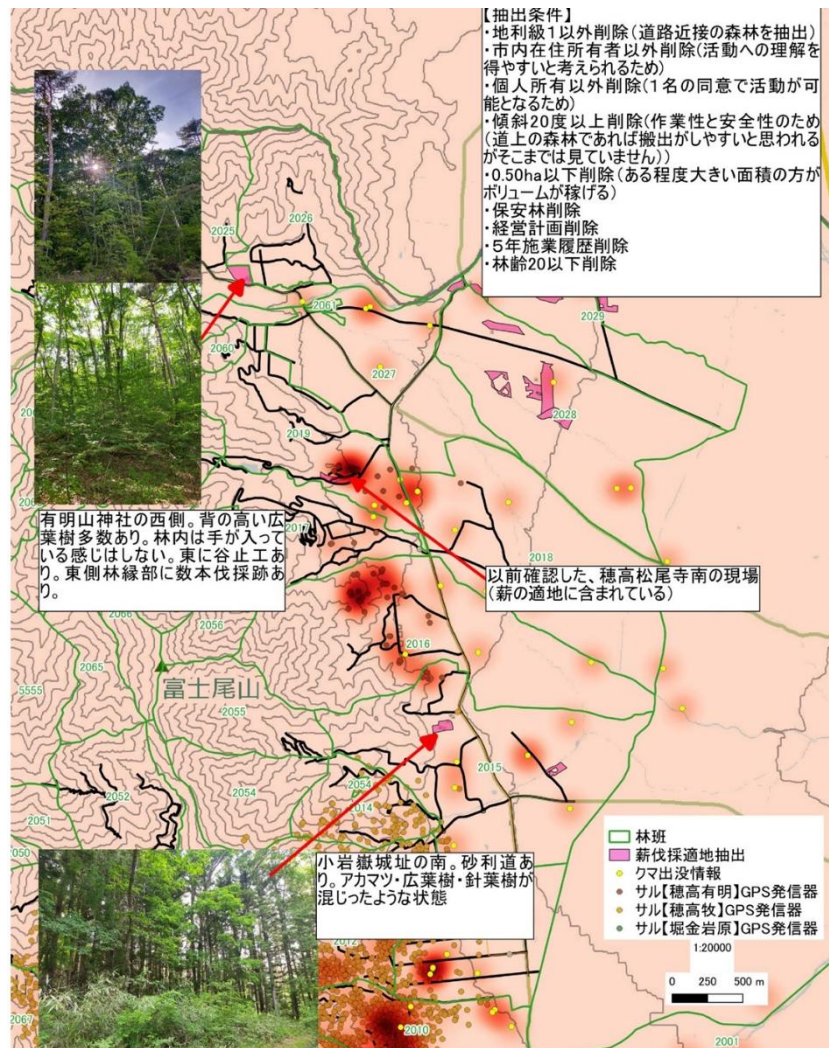 【抽出条件】
・地利級1以外削除(道路近接の森林を抽出)
・市内在住所有者以外削除(活動への理解を
得やすいと考えられるため)
・個人所有以外削除(1名の同意で活動が可
能となるため)
・傾斜20度以上削除(作業性と安全性のため
(道上の森林であれば搬出がしやすいと思われる
がそこまでは見ていません))
・0.50ha以下削除(ある程度大きい面積の方が
ボリュームが稼げる)
・保安林削除
・経営計画削除
・5年施業履歴削除
・林齢20以下削除
2026
2025
2061
2029
2060
2027
2028
2019
2017
2018
有明山神社の西側。背の高い広
葉樹多数あり。林内は手が入って
いる感じはしない。東に谷止工あ
り。東側林縁部に数本伐採跡あ
り。
以前確認した、穂高松尾寺南の現場
(薪の適地に含まれている)
2066
2056
2065
2016
5555
富士尾山
2055
2015
2054
2054
2014
2052
2051
2050
小岩嶽城址の南。砂利道あ
り。アカマツ・広葉樹・針葉樹が
混じったような状態
林班
薪伐採適地抽出
クマ出没情報
サル【穂高有明】GPS発信器
サル【穂高牧】GPS発信器
サル【堀金岩原】GPS発信器
1:20000
0 250 500 m
2012
2067
2010
2001